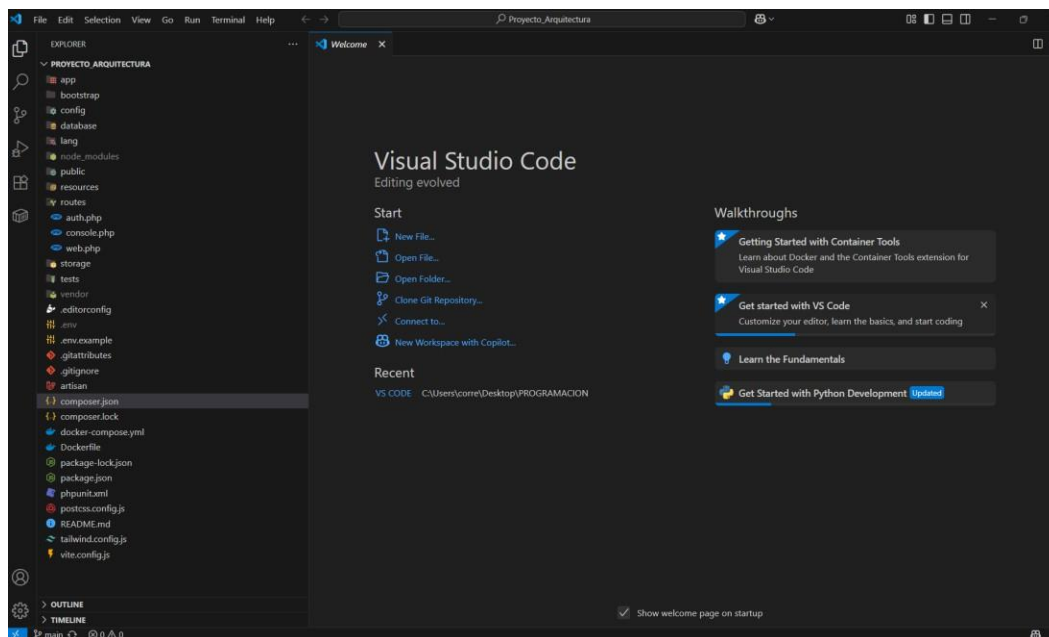 File Edit Selection View Go Run Terminal Help
Proyecto_Arquitectura
EXPLORER
PROYECTO_ARQUITECTURA
app
bootstrap
config
database
lang
node_modules
public
resources
routes
auth.php
console.php
web.php
storage
tests
vendor
.editorconfig
.env
.env.example
.gitattributes
.gitignore
artisan
composer.json
composer.lock
docker-compose.yml
Dockerfile
package-lock.json
package.json
phpunit.xml
postcss.config.js
README.md
tailwind.config.js
vite.config.js
OUTLINE
TIMELINE
main 0 0
Welcome
Visual Studio Code
Editing evolved
Start
New File...
Open File...
Open Folder...
Clone Git Repository...
Connect to...
New Workspace with Copilot...
Recent
VS CODE C:\Users\corre\Desktop\PROGRAMACION
Walkthroughs
Getting Started with Container Tools
Learn about Docker and the Container Tools extension for
Visual Studio Code
Get started with VS Code
Customize your editor, learn the basics, and start coding
Learn the Fundamentals
Get Started with Python Development Updated
Show welcome page on startup